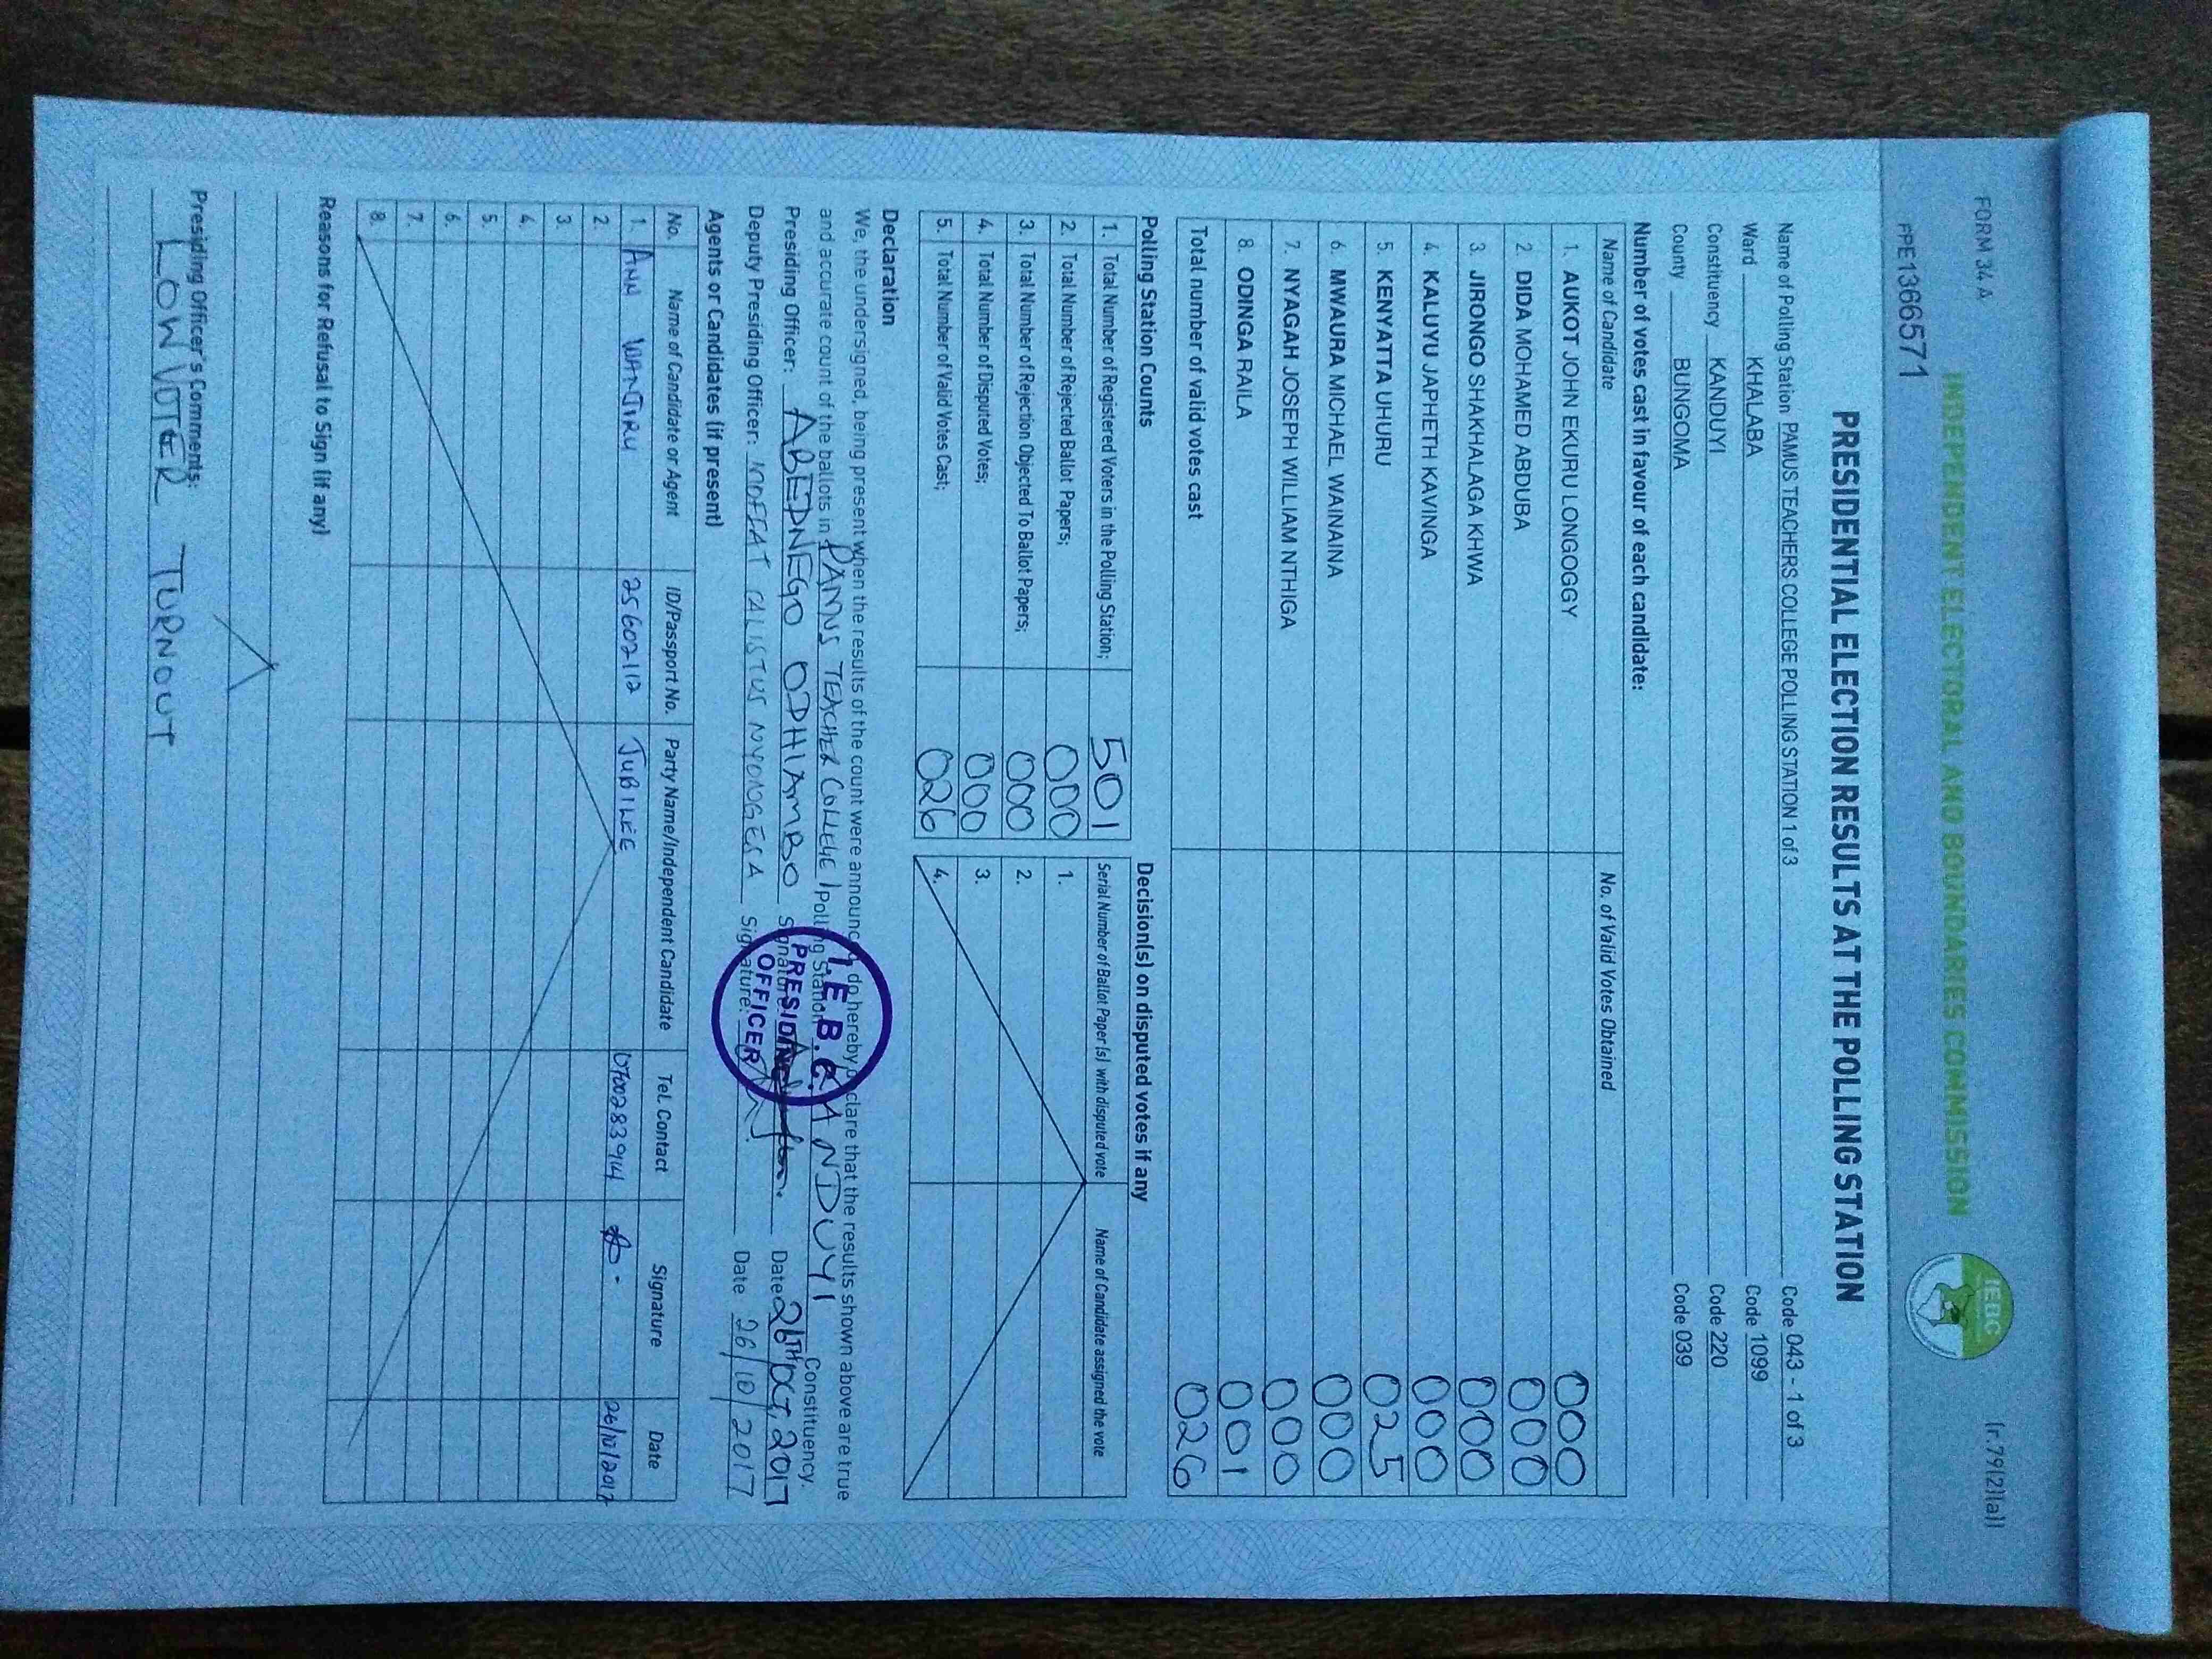 FORM 34 A
(r.79(2)(a))
INDEPENDENT ELECTORAL AND BOUNDARIES COMMISSION
IEBC
PPE1366571
PRESIDENTIAL ELECTION RESULTS AT THE POLLING STATION
Name of Polling Station PAMUS TEACHERS COLLEGE POLLING STATION 1 of 3 Code 043 - 1 of 3
Ward KHALABA Code 1099
Constituency KANDUYI Code 220
County BUNGOMA Code 039
Number of votes cast in favour of each candidate:
Name of Candidate No. of Valid Votes Obtained
1. AUKOT JOHN EKURU LONGOGGY 000
2. DIDA MOHAMED ABDUBA 000
3. JIRONGO SHAKHALAGA KHWA 000
4. KALUYU JAPHETH KAVINGA 000
5. KENYATTA UHURU 025
6. MWAURA MICHAEL WAINAINA 000
7. NYAGAH JOSEPH WILLIAM NTHIGA 000
8. ODINGA RAILA 001
Total number of valid votes cast 026
Polling Station Counts
1. Total Number of Registered Voters in the Polling Station; 501
2. Total Number of Rejected Ballot Papers; 000
3. Total Number of Rejection Objected To Ballot Papers; 000
4. Total Number of Disputed Votes; 000
5. Total Number of Valid Votes Cast; 026
Decision(s) on disputed votes if any
Serial Number of Ballot Paper(s) with disputed vote Name of Candidate assigned the vote
1.
2.
3.
4.
Declaration
We, the undersigned, being present when the results of the count were announced, do hereby declare that the results shown above are true
and accurate count of the ballots in PAMUS TEACHER COLLEGE Polling Station KANDUYI Constituency.
Presiding Officer: ABEDNEGO ODHIAMBO Signature Date 26TH OCT, 2017
Deputy Presiding Officer: MOFFAT CALISTUS NYAMOGESA Signature: Date 26/10/2017
I.E.B.C.
PRESIDING
OFFICER
Agents or Candidates (if present)
No. Name of Candidate or Agent ID/Passport No. Party Name/Independent Candidate Tel. Contact Signature Date
1. ANN WANJIRU 25602112 JUBILEE 0700283914 26/10/2017
2.
3.
4.
5.
6.
7.
8.
Reasons for Refusal to Sign (if any)
Presiding Officer's Comments:
LOW VOTER TURNOUT